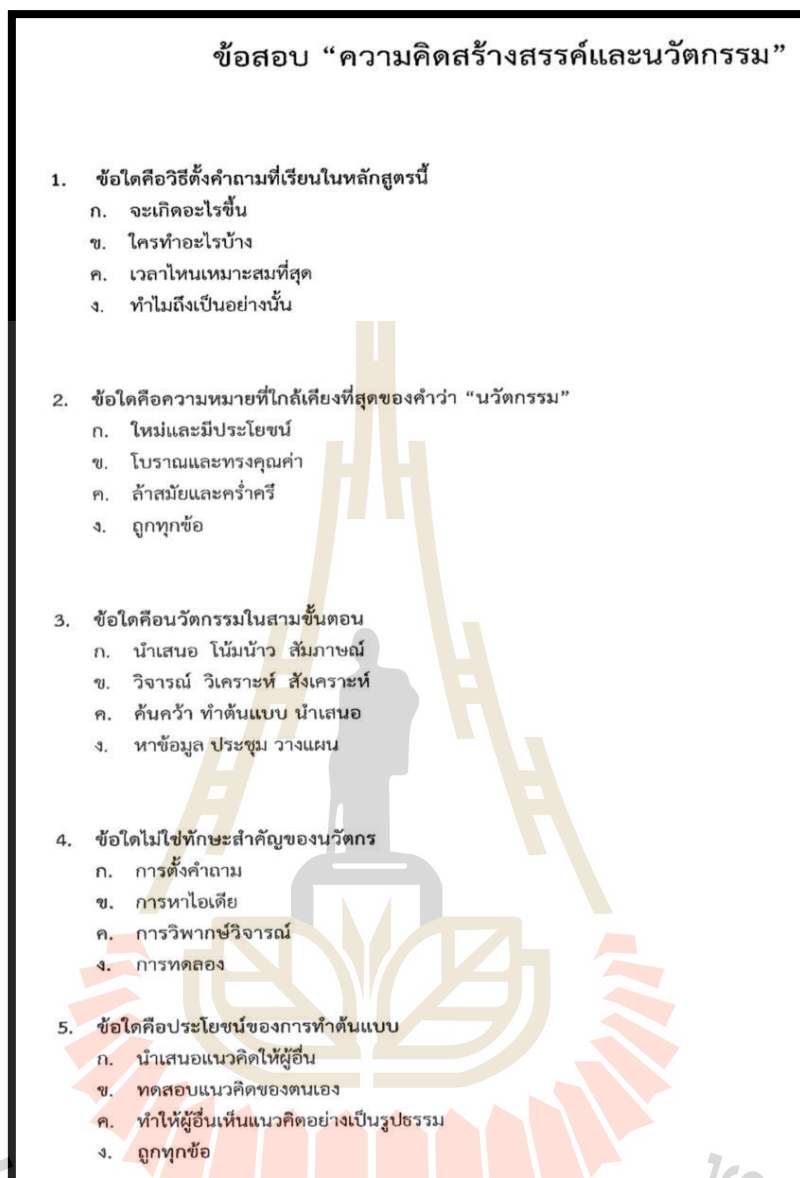 ข้อสอบ “ความคิดสร้างสรรค์และนวัตกรรม”
1. ข้อใดคือวิธีตั้งคำถามที่เรียนในหลักสูตรนี้
ก. จะเกิดอะไรขึ้น
ข. ใครทำอะไรบ้าง
ค. เวลาไหนเหมาะสมที่สุด
ง. ทำไมถึงเป็นอย่างนั้น
2. ข้อใดคือความหมายที่ใกล้เคียงที่สุดของคำว่า “นวัตกรรม”
ก. ใหม่และมีประโยชน์
ข. โบราณและทรงคุณค่า
ค. ล้าสมัยและคร่ำครึ
ง. ถูกทุกข้อ
3. ข้อใดคือนวัตกรรมในสามขั้นตอน
ก. นำเสนอ โน้มน้าว สัมภาษณ์
ข. วิจารณ์ วิเคราะห์ สังเคราะห์
ค. ค้นคว้า ทำต้นแบบ นำเสนอ
ง. หาข้อมูล ประชุม วางแผน
4. ข้อใดไม่ใช่ทักษะสำคัญของนวัตกร
ก. การตั้งคำถาม
ข. การหาไอเดีย
ค. การวิพากษ์วิจารณ์
ง. การทดลอง
5. ข้อใดคือประโยชน์ของการทำต้นแบบ
ก. นำเสนอแนวคิดให้ผู้อื่น
ข. ทดสอบแนวคิดของตนเอง
ค. ทำให้ผู้อื่นเห็นแนวคิดอย่างเป็นรูปธรรม
ง. ถูกทุกข้อ